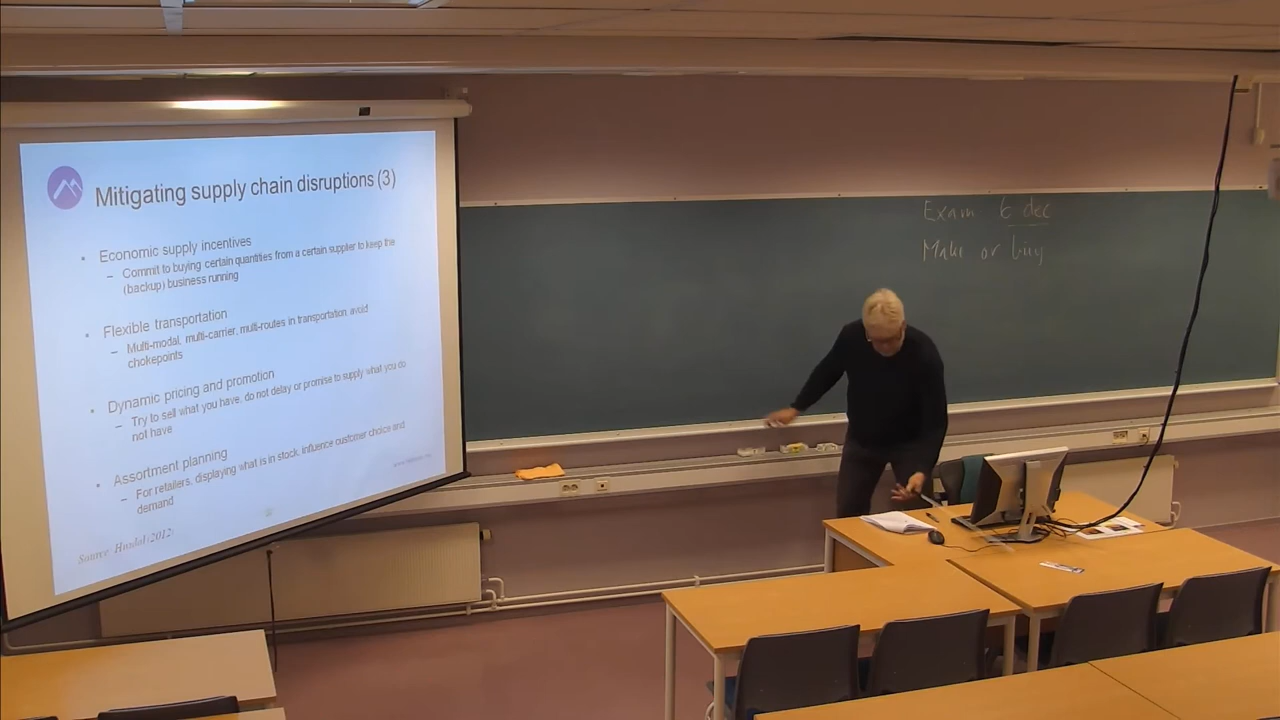 Mitigating supply chain disruptions (3)
• Economic supply incentives
– Commit to buying certain quantities from a certain supplier to keep the
(backup) business running
• Flexible transportation
– Multi-modal, multi-carrier, multi-routes in transportation, avoid
chokepoints
• Dynamic pricing and promotion
– Try to sell what you have, do not delay or promise to supply what you do
not have
• Assortment planning
– For retailers, displaying what is in stock, influence customer choice and
demand
Source: (2012)
Exam 6 dec
Make or buy